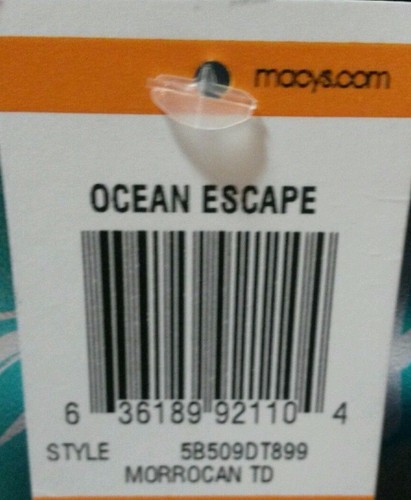 macys.com
OCEAN ESCAPE
6 36189 92110 4
STYLE 5B509DT899
MORROCAN TD